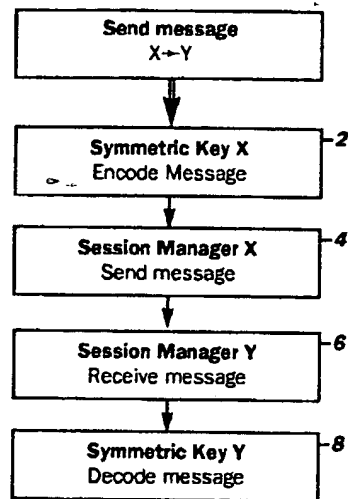 Send message
X→Y
Symmetric Key X
Encode Message
2
Session Manager X
Send message
4
Session Manager Y
Receive message
6
Symmetric Key Y
Decode message
8